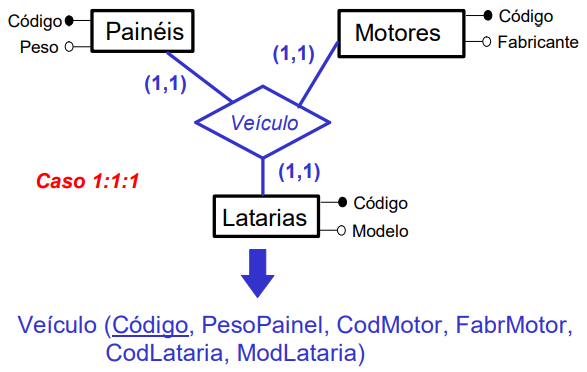 Código
Peso
Painéis
Motores
Código
Fabricante
(1,1)
(1,1)
Veículo
(1,1)
Caso 1:1:1
Latarias
Código
Modelo
Veículo (Código, PesoPainel, CodMotor, FabrMotor,
CodLataria, ModLataria)